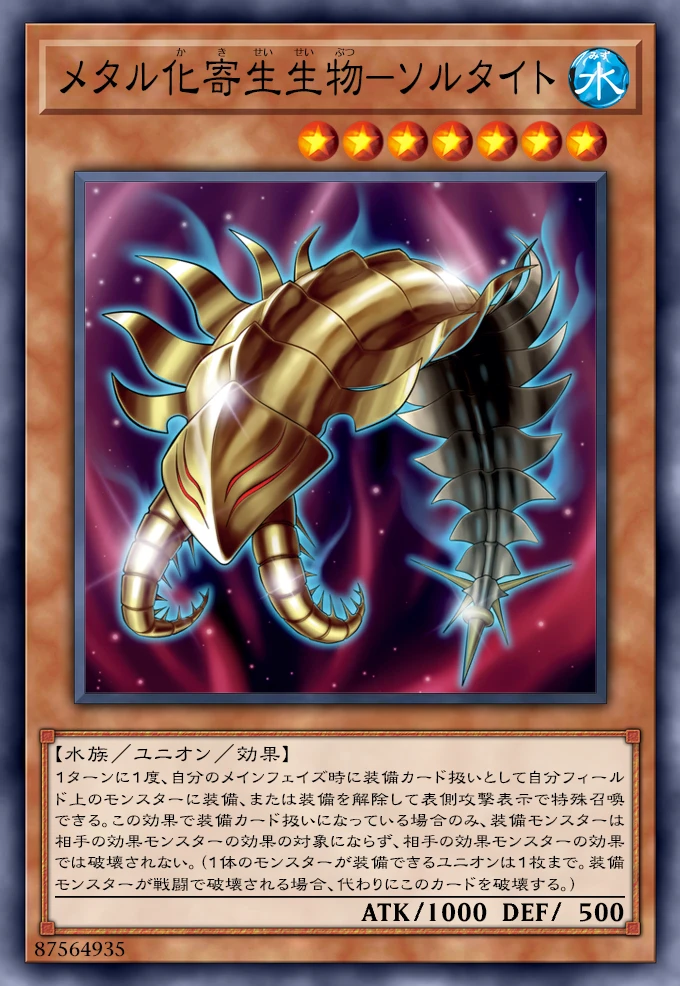 か き せい せい ぶつ
メタル化寄生生物－ソルタイト
みず
水
【水族／ユニオン／効果】
1ターンに1度、自分のメインフェイズ時に装備カード扱いとして自分フィール
ド上のモンスターに装備、または装備を解除して表側攻撃表示で特殊召喚
できる。この効果で装備カード扱いになっている場合のみ、装備モンスターは
相手の効果モンスターの効果の対象にならず、相手の効果モンスターの効果
では破壊されない。（1体のモンスターが装備できるユニオンは1枚まで。装備
モンスターが戦闘で破壊される場合、代わりにこのカードを破壊する。）
ATK/1000 DEF/ 500
87564935